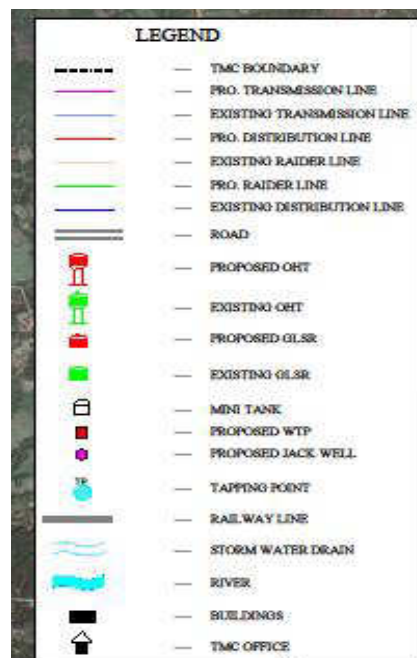 LEGEND
— TMC BOUNDARY
— PRO. TRANSMISSION LINE
— EXISTING TRANSMISSION LINE
— PRO. DISTRIBUTION LINE
— EXISTING RAIDER LINE
— PRO. RAIDER LINE
— EXISTING DISTRIBUTION LINE
— ROAD
— PROPOSED OHT
— EXISTING OHT
— PROPOSED GLSR
— EXISTING GLSR
— MINI TANK
— PROPOSED WTP
— PROPOSED JACK WELL
TP — TAPPING POINT
— RAILWAY LINE
— STORM WATER DRAIN
— RIVER
— BUILDINGS
— TMC OFFICE